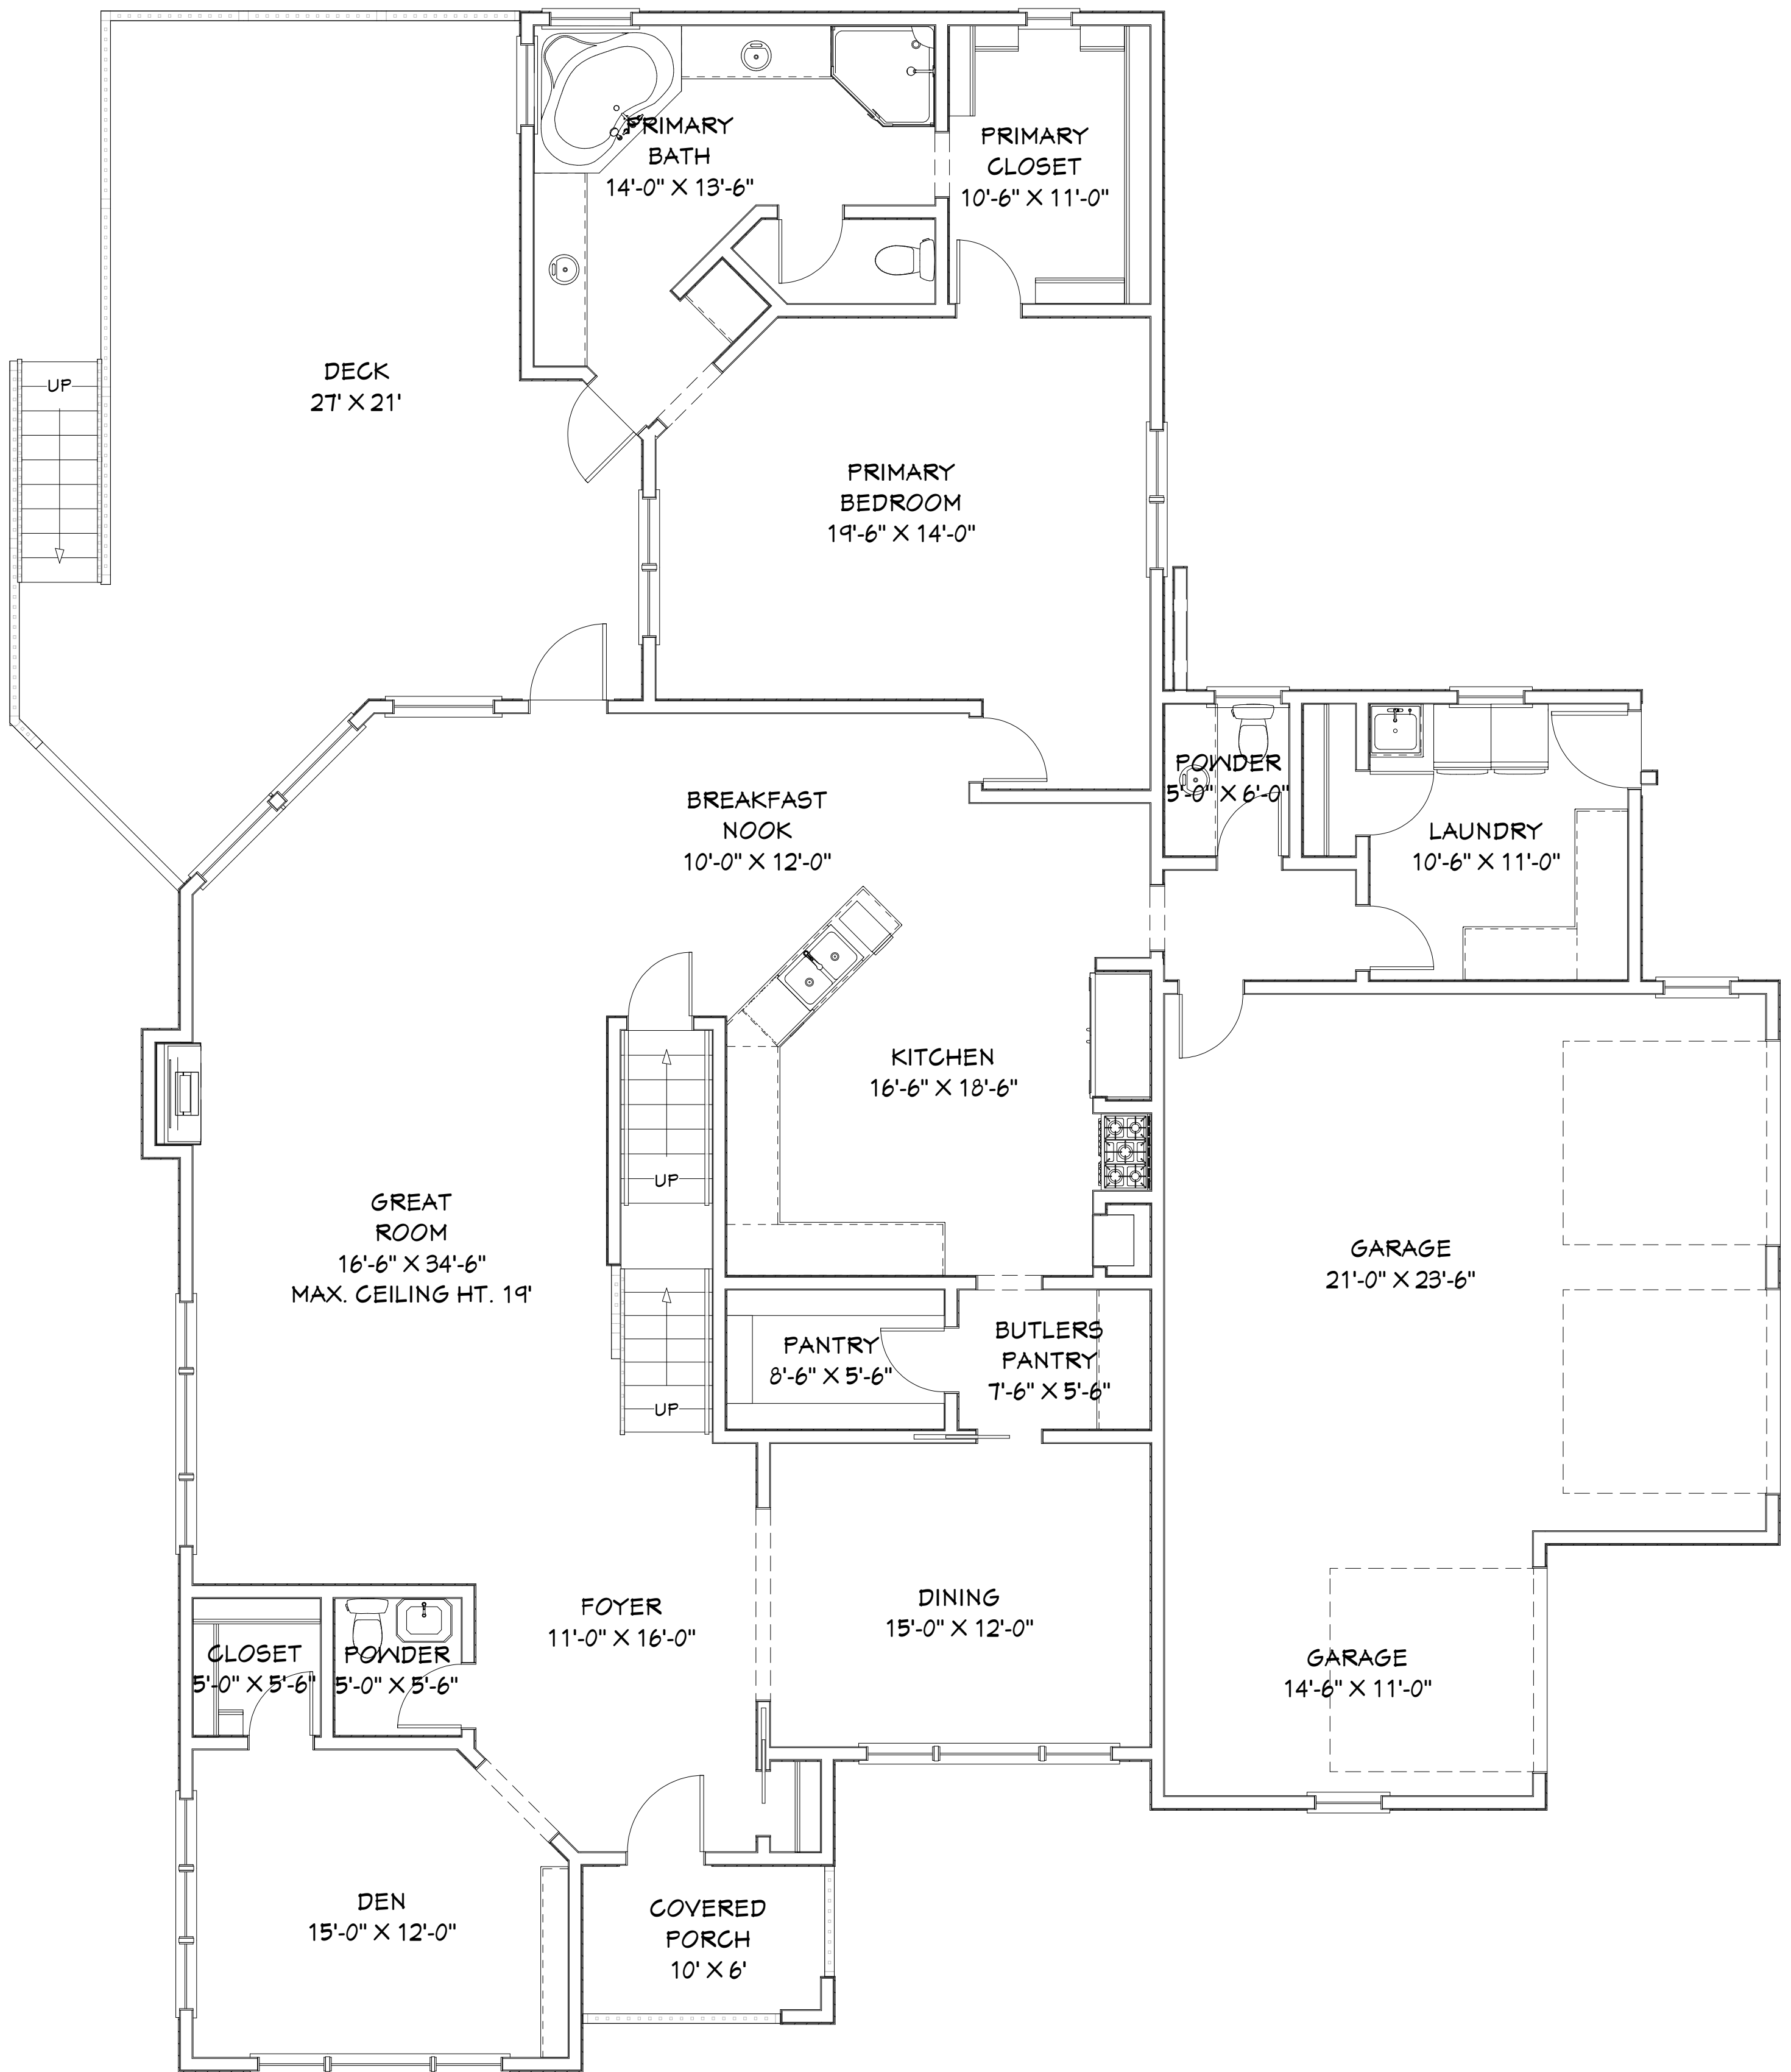 PRIMARY
BATH
14'-0" X 13'-6"
PRIMARY
CLOSET
10'-6" X 11'-0"
UP
DECK
27' X 21'
PRIMARY
BEDROOM
19'-6" X 14'-0"
POWDER
5'-0" X 6'-0"
BREAKFAST
NOOK
10'-0" X 12'-0"
LAUNDRY
10'-6" X 11'-0"
KITCHEN
16'-6" X 18'-6"
UP
GREAT
ROOM
16'-6" X 34'-6"
MAX. CEILING HT. 19'
GARAGE
21'-0" X 23'-6"
PANTRY
8'-6" X 5'-6"
BUTLERS
PANTRY
7'-6" X 5'-6"
UP
FOYER
11'-0" X 16'-0"
DINING
15'-0" X 12'-0"
CLOSET
5'-0" X 5'-6"
POWDER
5'-0" X 5'-6"
GARAGE
14'-6" X 11'-0"
DEN
15'-0" X 12'-0"
COVERED
PORCH
10' X 6'